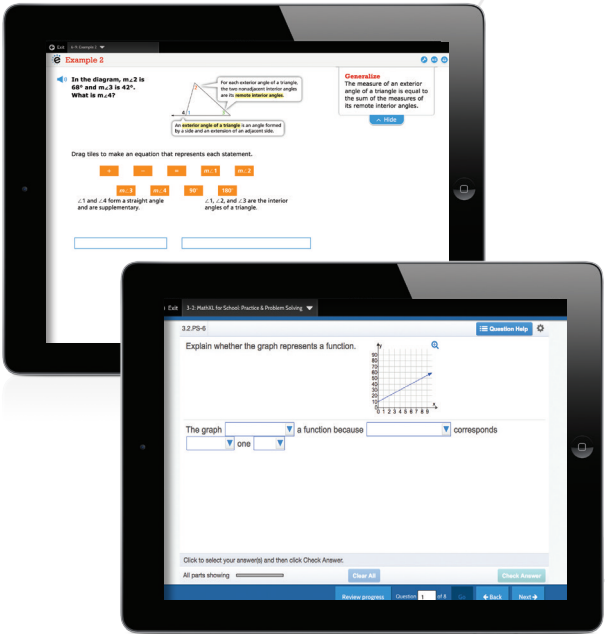 Exit 6-9: Example 2
Example 2
In the diagram, m∠2 is
68° and m∠3 is 42°.
What is m∠4?
For each exterior angle of a triangle,
the two nonadjacent interior angles
are its remote interior angles.
An exterior angle of a triangle is an angle formed
by a side and an extension of an adjacent side.
Generalize
The measure of an exterior
angle of a triangle is equal to
the sum of the measures of
its remote interior angles.
Hide
Drag tiles to make an equation that represents each statement.
+ − = m∠1 m∠2
m∠3 m∠4 90° 180°
∠1 and ∠4 form a straight angle
and are supplementary.
∠1, ∠2, and ∠3 are the interior
angles of a triangle.
Exit 3-2: MathXL for School: Practice & Problem Solving
3.2.PS-6
Question Help
Explain whether the graph represents a function.
y
90
80
70
60
50
40
30
20
10
0
0 1 2 3 4 5 6 7 8 9
x
The graph a function because corresponds
one
Click to select your answer(s) and then click Check Answer.
All parts showing
Clear All
Check Answer
Review progress Question 1 of 8 Go Back Next